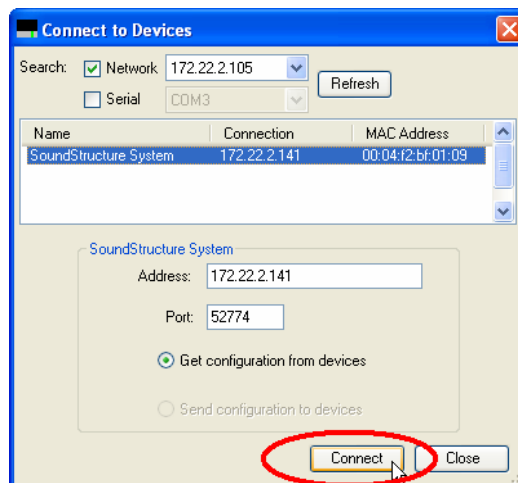 Connect to Devices
Search: Network 172.22.2.105 Refresh
Serial COM3
Name Connection MAC Address
SoundStructure System 172.22.2.141 00:04:f2:bf:01:09
SoundStructure System
Address: 172.22.2.141
Port: 52774
Get configuration from devices
Send configuration to devices
Connect Close